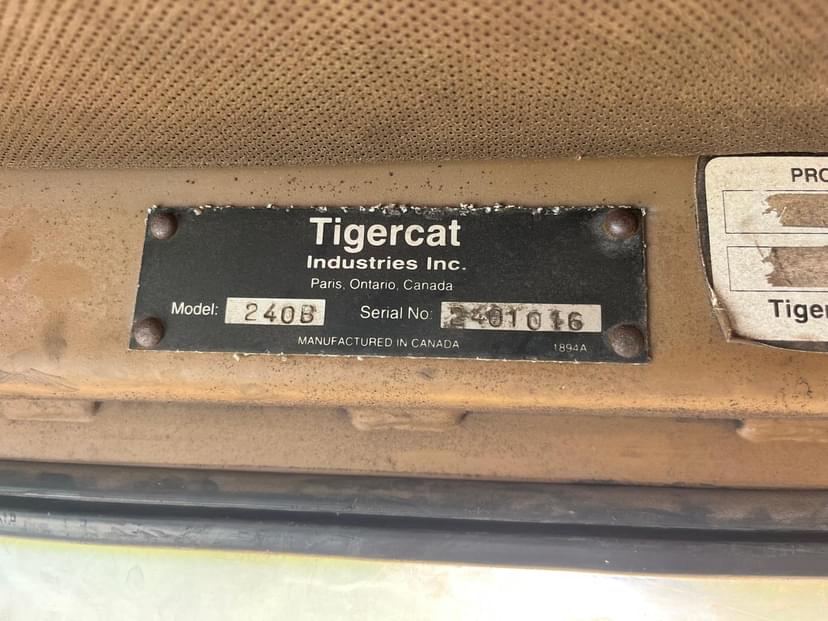 Tigercat
Industries Inc.
Paris, Ontario, Canada
Model: 240B Serial No: 2401016
MANUFACTURED IN CANADA 1894A
PRO
Tiger